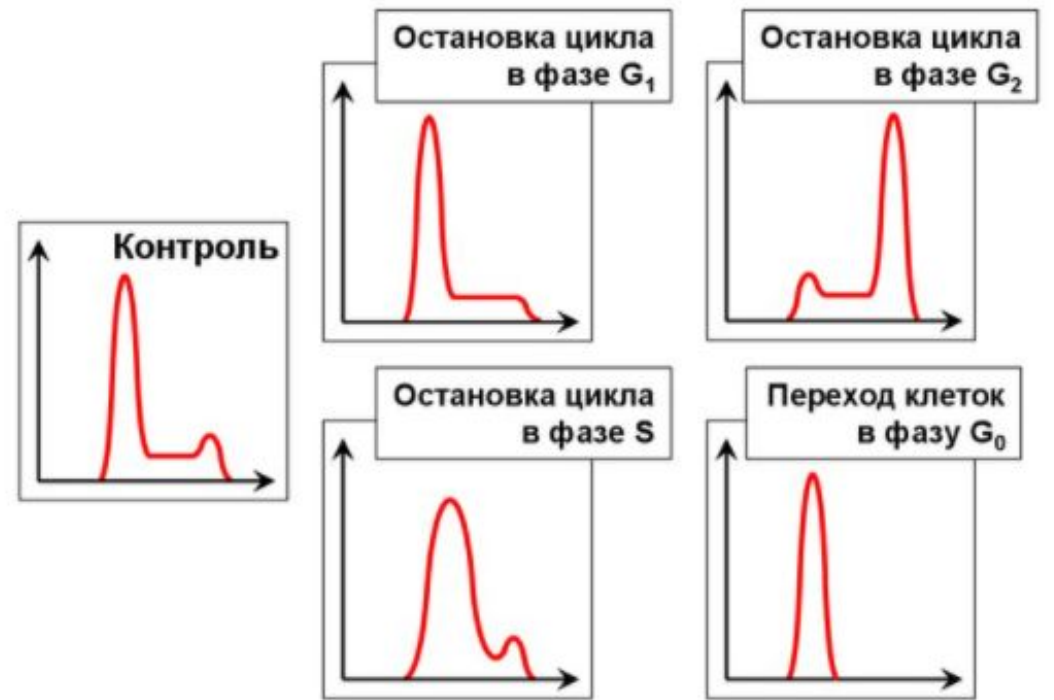 Контроль
Остановка цикла
в фазе G₁
Остановка цикла
в фазе G₂
Остановка цикла
в фазе S
Переход клеток
в фазу G₀